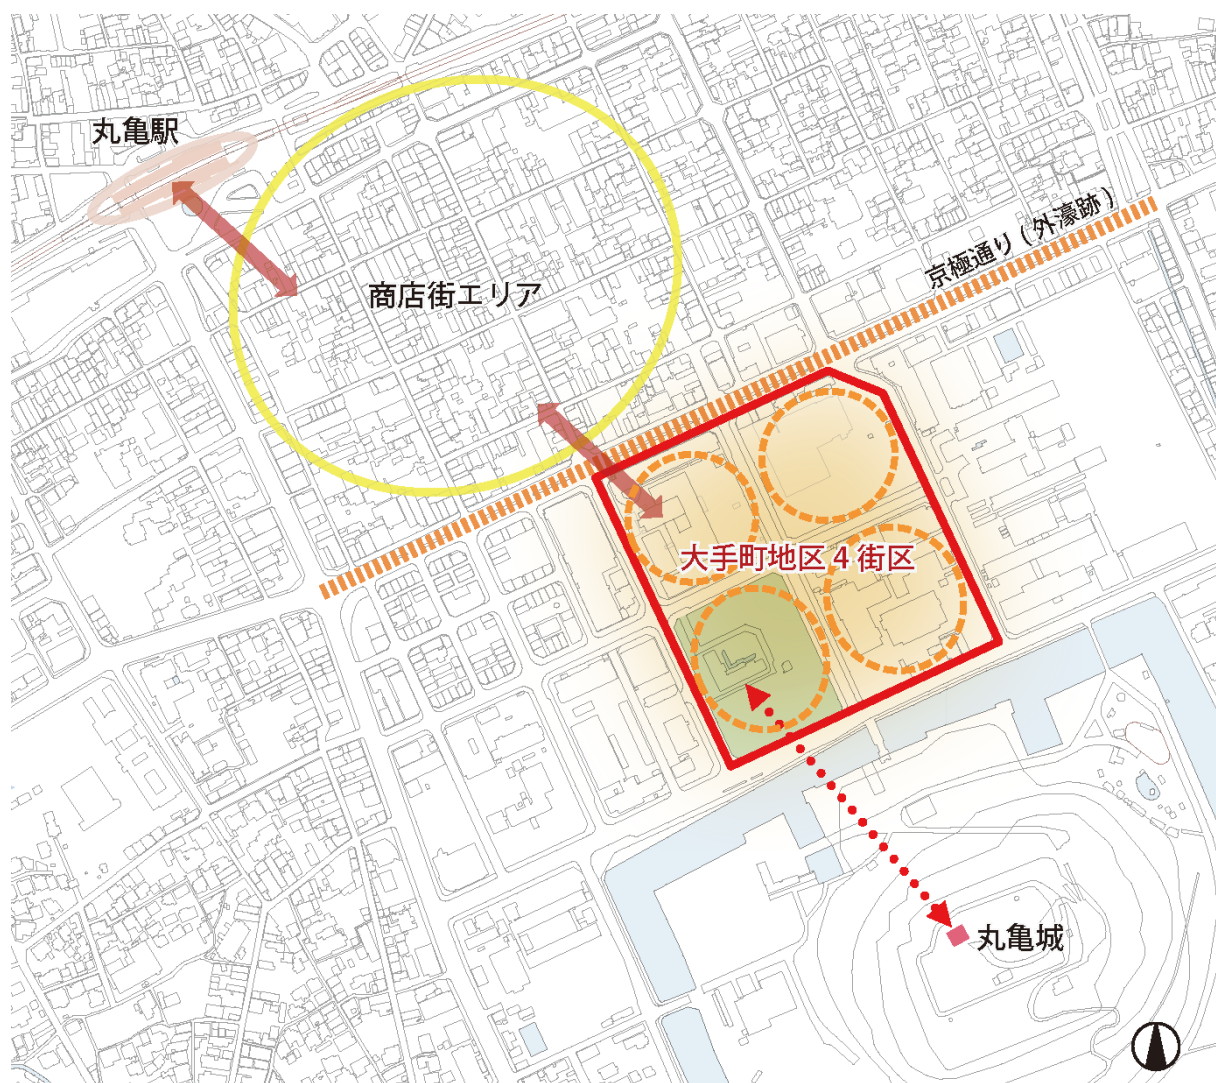 丸亀駅
京極通り(外濠跡)
商店街エリア
大手町地区4街区
丸亀城